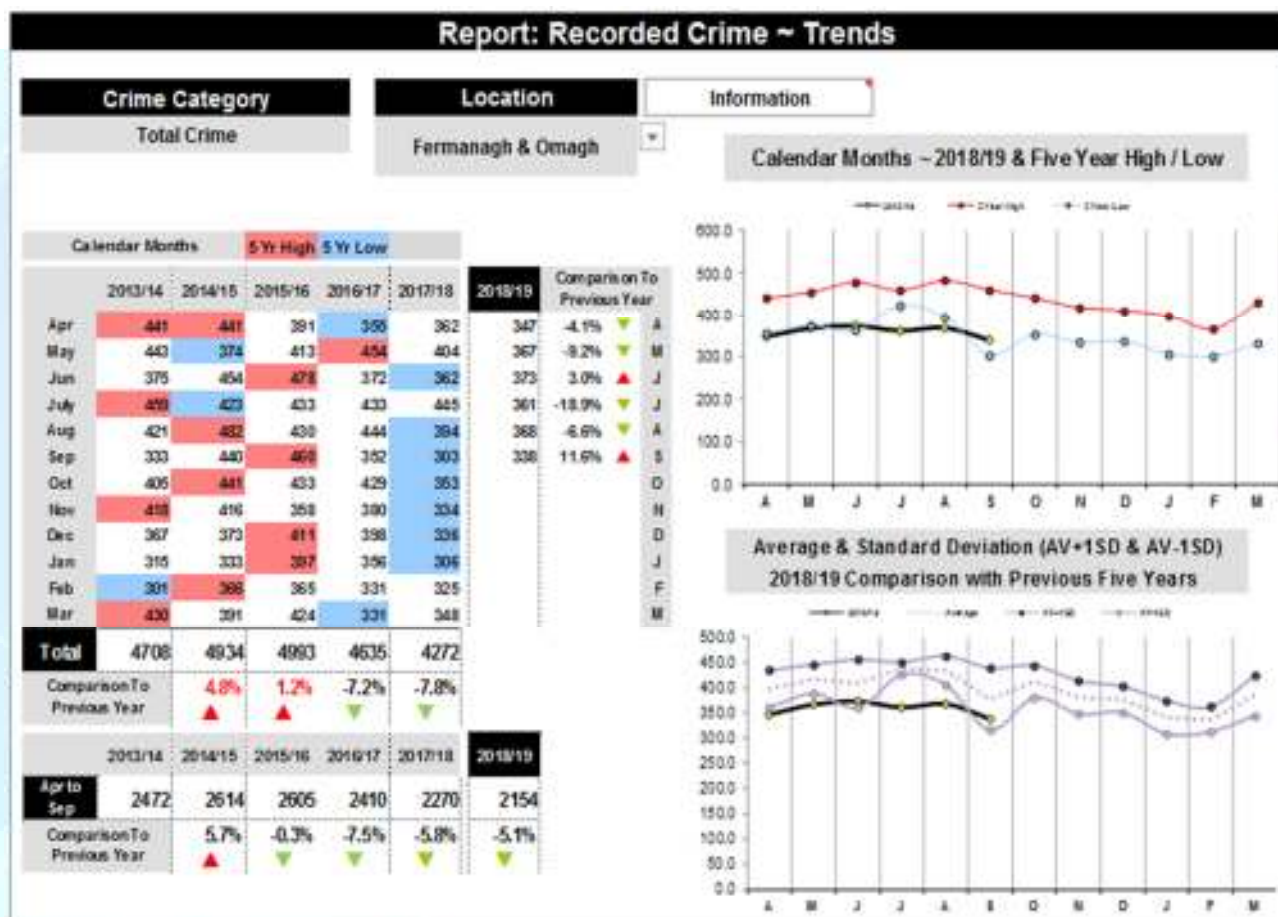 Report: Recorded Crime ~ Trends
Crime Category
Location
Information
Total Crime
Fermanagh & Omagh
Calendar Months ~ 2018/19 & Five Year High / Low
Calendar Months 5 Yr High 5 Yr Low
2013/14 2014/15 2015/16 2016/17 2017/18 2018/19 Comparison To Previous Year
Apr 441 441 391 355 362 347 -4.1% A
May 443 374 413 454 404 367 -9.2% M
Jun 375 454 478 372 362 373 3.0% J
July 459 423 433 433 445 361 -18.9% J
Aug 421 482 430 444 394 368 -6.6% A
Sep 333 440 460 352 303 338 11.6% S
Oct 405 441 433 429 353 O
Nov 418 416 358 380 334 N
Dec 367 373 411 398 336 D
Jan 315 333 397 356 306 J
Feb 301 366 365 331 325 F
Mar 430 391 424 331 348 M
Total 4708 4934 4993 4635 4272
Comparison To Previous Year 4.8% 1.2% -7.2% -7.8%
2013/14 2014/15 2015/16 2016/17 2017/18 2018/19
Apr to Sep 2472 2614 2605 2410 2270 2154
Comparison To Previous Year 5.7% -0.3% -7.5% -5.8% -5.1%
600.0
500.0
400.0
300.0
200.0
100.0
0.0
A M J J A S O N D J F M
Average & Standard Deviation (AV+1SD & AV-1SD)
2018/19 Comparison with Previous Five Years
Average
500.0
450.0
400.0
350.0
300.0
250.0
200.0
150.0
100.0
50.0
0.0
A M J J A S O N D J F M